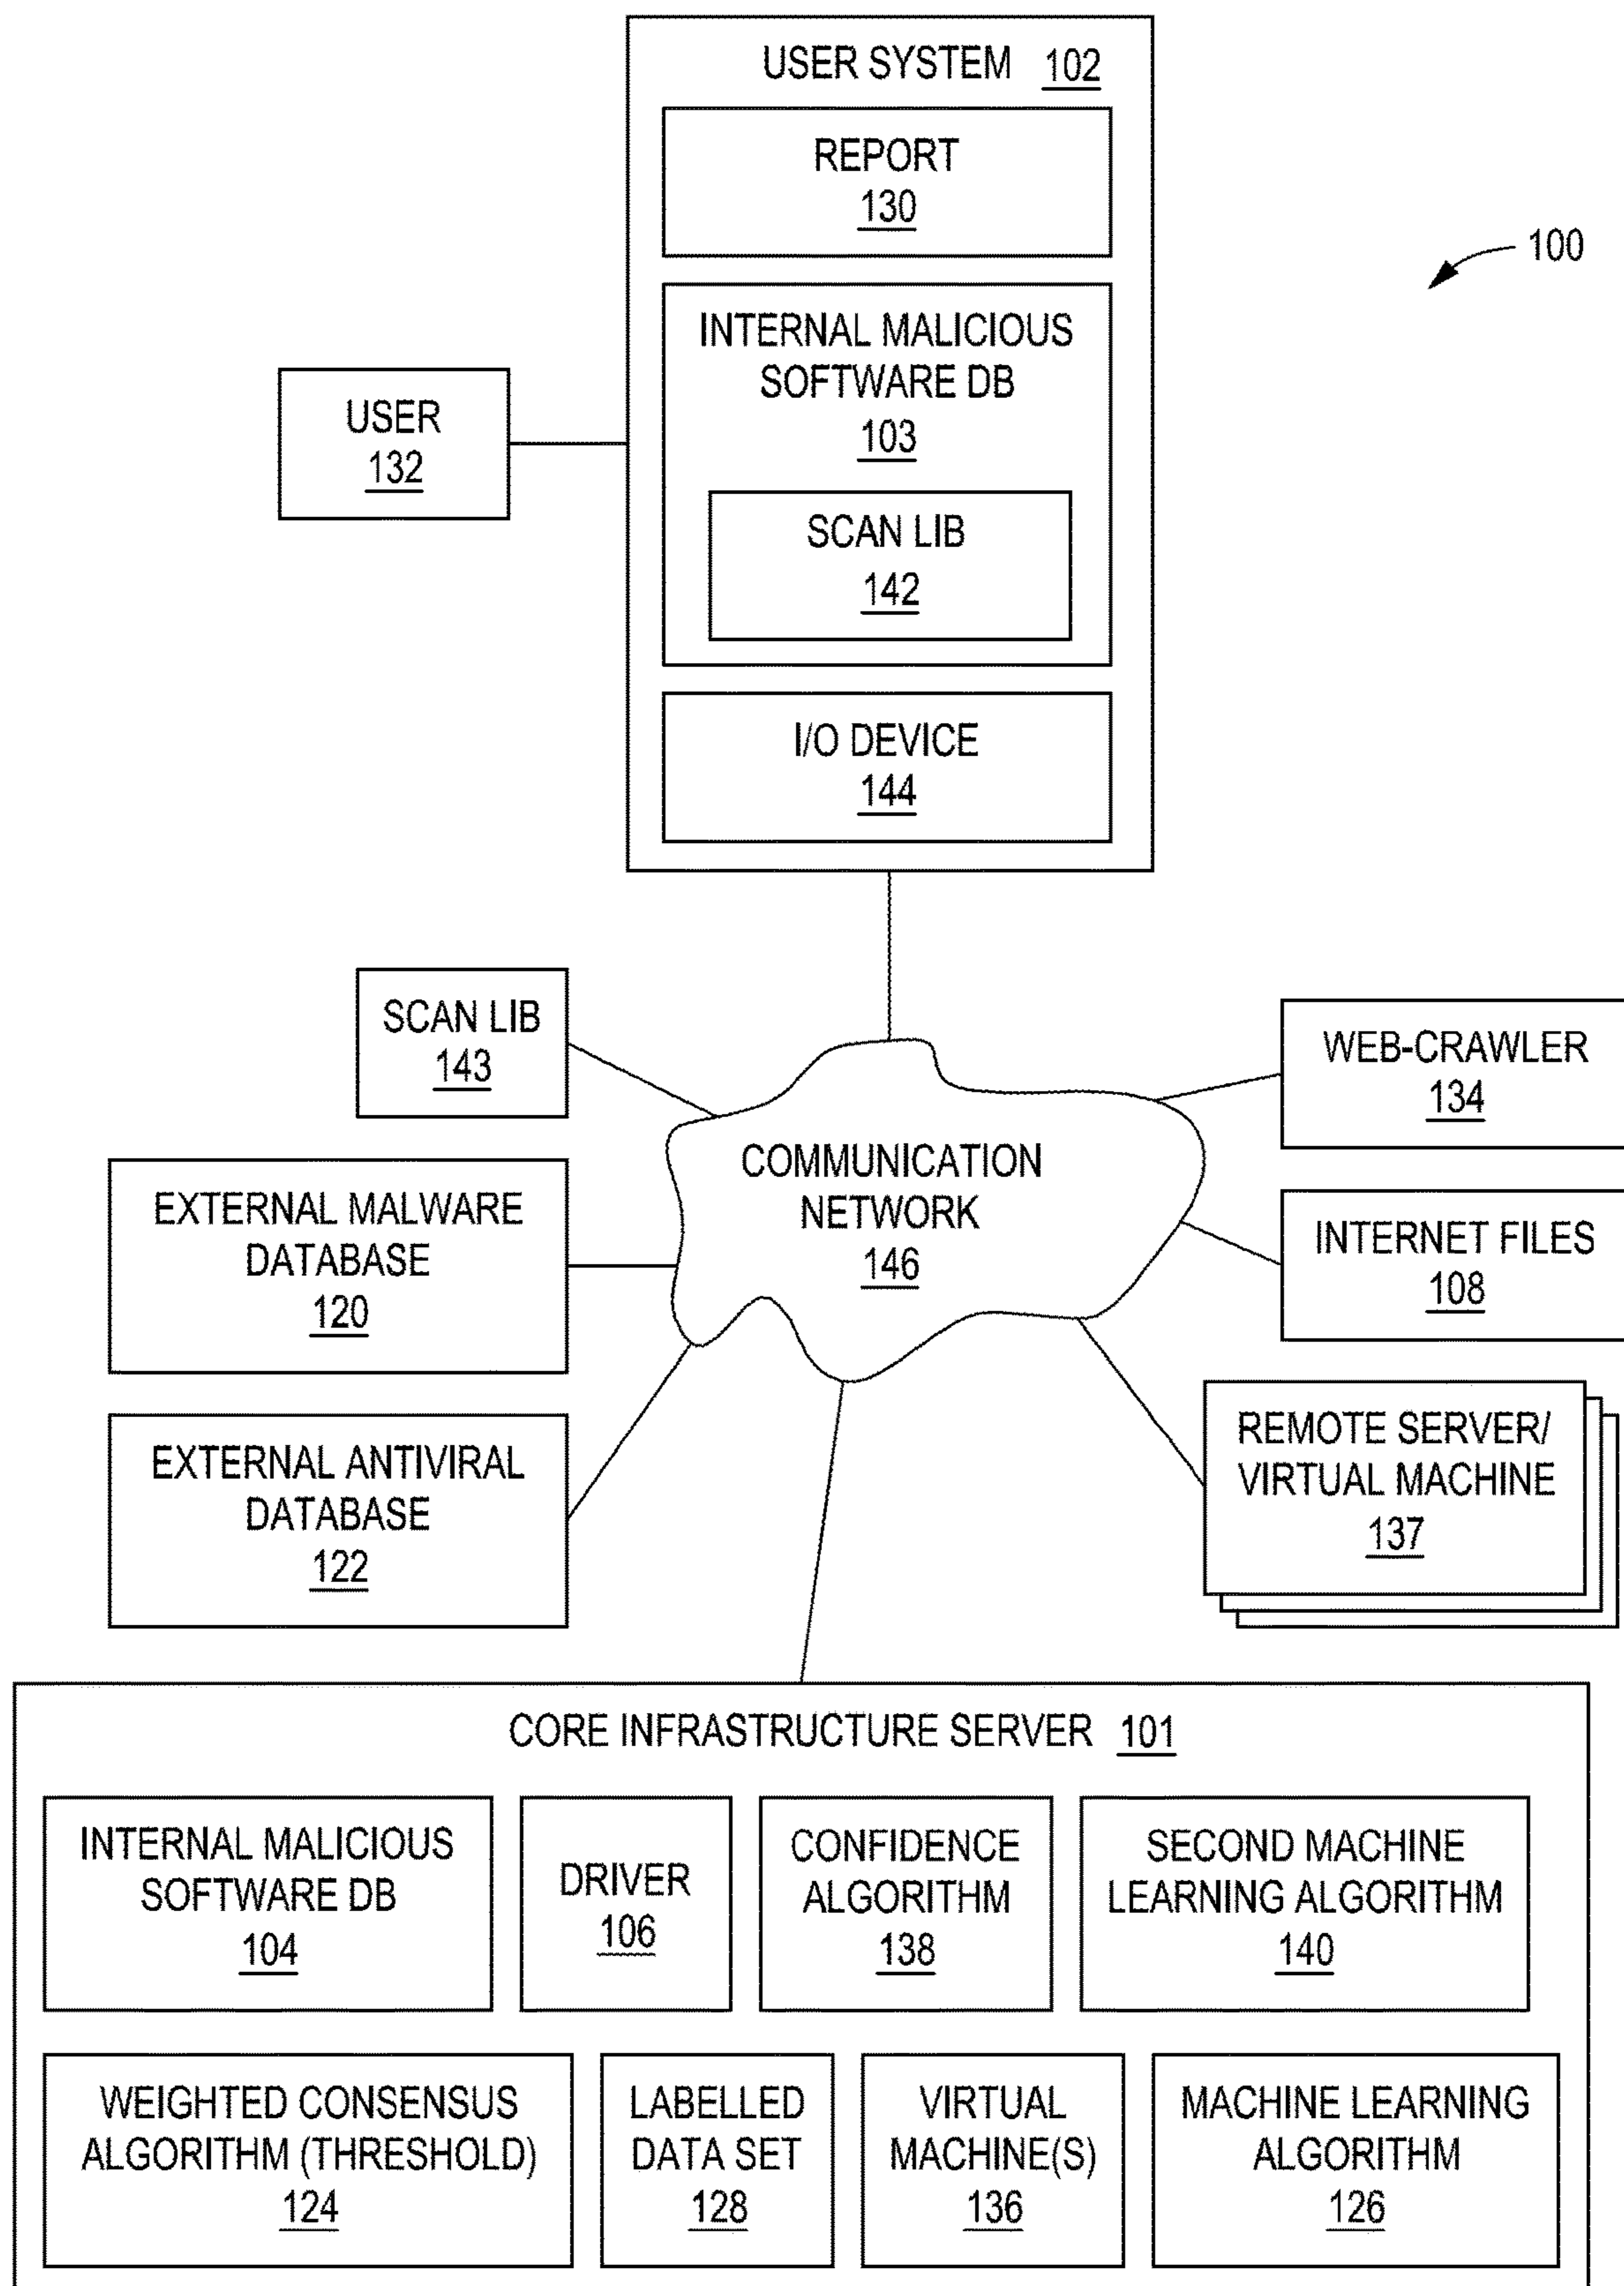 USER SYSTEM 102
REPORT
130
100
INTERNAL MALICIOUS
SOFTWARE DB
103
USER
132
SCAN LIB
142
I/O DEVICE
144
SCAN LIB
143
WEB-CRAWLER
134
COMMUNICATION
NETWORK
146
EXTERNAL MALWARE
DATABASE
120
INTERNET FILES
108
EXTERNAL ANTIVIRAL
DATABASE
122
REMOTE SERVER/
VIRTUAL MACHINE
137
CORE INFRASTRUCTURE SERVER 101
INTERNAL MALICIOUS
SOFTWARE DB
104
DRIVER
106
CONFIDENCE
ALGORITHM
138
SECOND MACHINE
LEARNING ALGORITHM
140
WEIGHTED CONSENSUS
ALGORITHM (THRESHOLD)
124
LABELLED
DATA SET
128
VIRTUAL
MACHINE(S)
136
MACHINE LEARNING
ALGORITHM
126